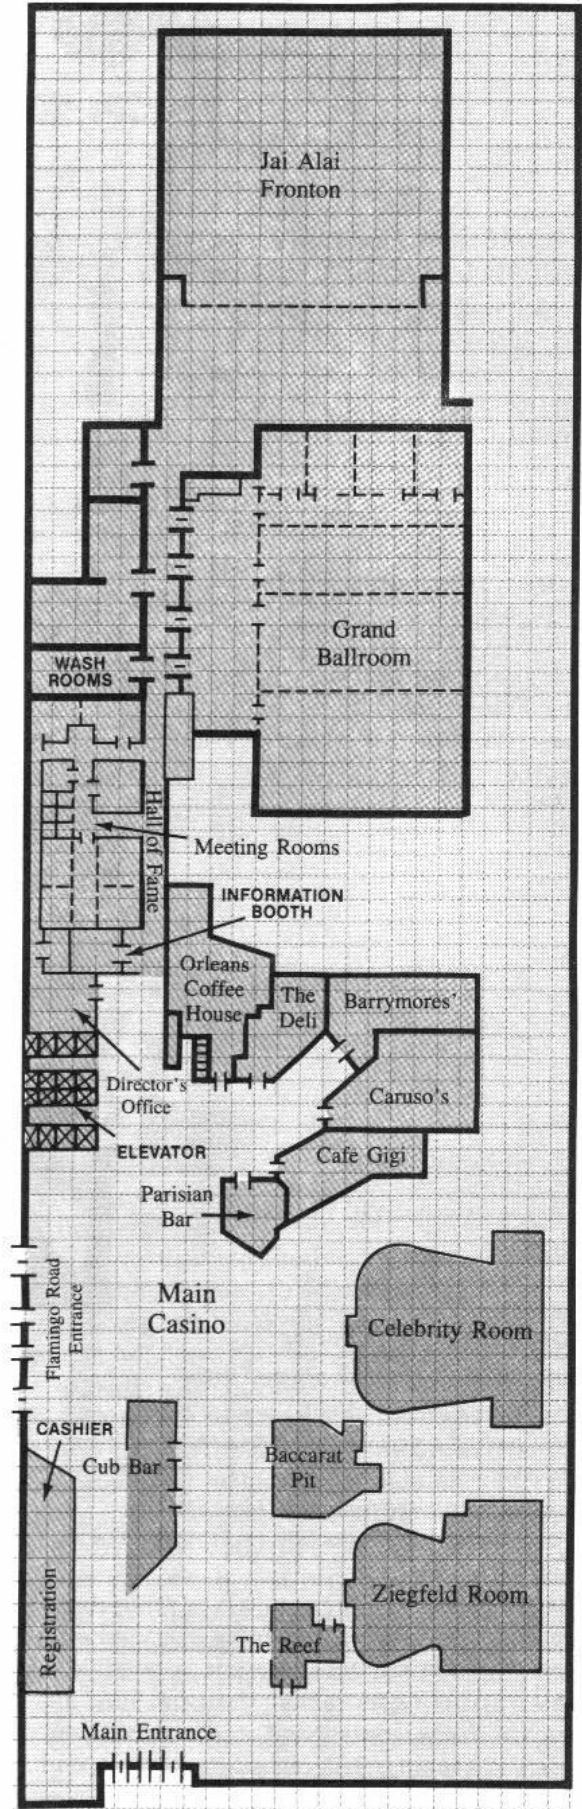 Jai Alai
Fronton
Grand
Ballroom
WASH
ROOMS
Hall of Fame
Meeting Rooms
INFORMATION
BOOTH
Orleans
Coffee
House
The
Deli
Barrymores'
Director's
Office
Caruso's
ELEVATOR
Cafe Gigi
Parisian
Bar
Flamingo Road
Entrance
Main
Casino
Celebrity Room
CASHIER
Cub Bar
Baccarat
Pit
Ziegfeld Room
Registration
The Reef
Main Entrance